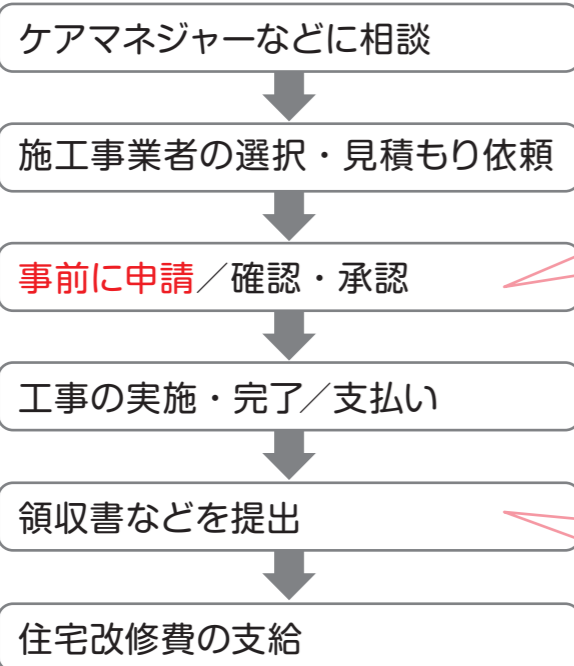 ケアマネジャーなどに相談
施工事業者の選択・見積もり依頼
事前に申請／確認・承認
工事の実施・完了／支払い
領収書などを提出
住宅改修費の支給